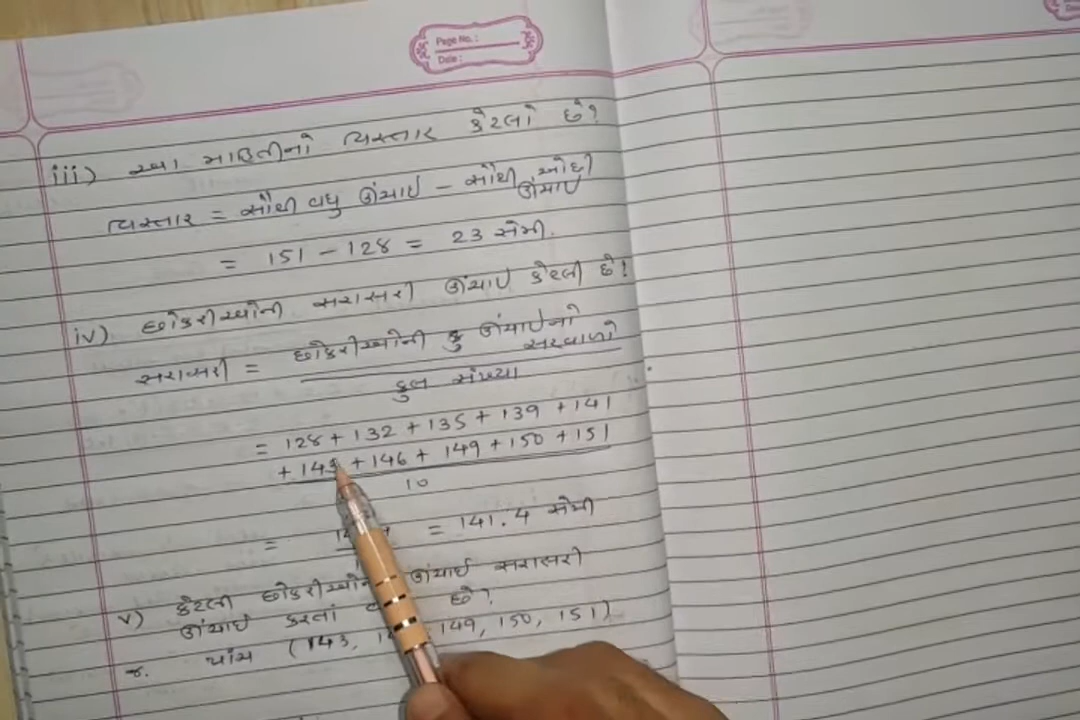 Page No.:
Date:
iii) આ માહિતીનો વિસ્તાર કેટલો છે?
વિસ્તાર = સૌથી વધુ ઊંચાઇ - સૌથી ઓછી
ઊંચાઇ
= 151 - 128 = 23 સેમી.
iv) છોકરીઓની સરાસરી ઊંચાઇ કેટલી છે?
સરાસરી = છોકરીઓની ઊંચાઇનો
સરવાળો
કુલ સંખ્યા
= 128 + 132 + 135 + 139 + 141
+ 143 + 146 + 149 + 150 + 151
10
= = 141.4 સેમી
v) કેટલી છોકરીઓની ઊંચાઇ સરાસરી
ઊંચાઇ કરતાં છે?
જ. પાંચ (143, 149, 150, 151)